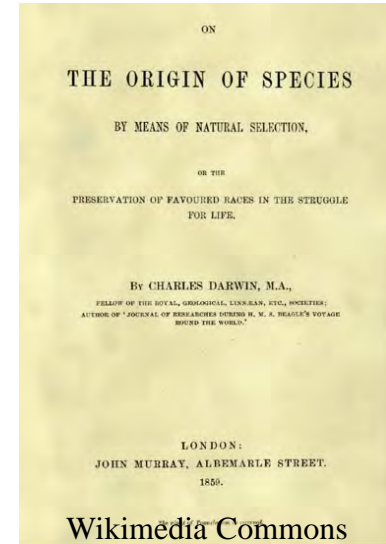 ON
THE ORIGIN OF SPECIES
BY MEANS OF NATURAL SELECTION,
OR THE
PRESERVATION OF FAVOURED RACES IN THE STRUGGLE
FOR LIFE.
BY CHARLES DARWIN, M.A.,
FELLOW OF THE ROYAL, GEOLOGICAL, LINNÆAN, ETC., SOCIETIES;
AUTHOR OF 'JOURNAL OF RESEARCHES DURING H. M. S. BEAGLE'S VOYAGE
ROUND THE WORLD.'
LONDON:
JOHN MURRAY, ALBEMARLE STREET.
1859.
Wikimedia Commons